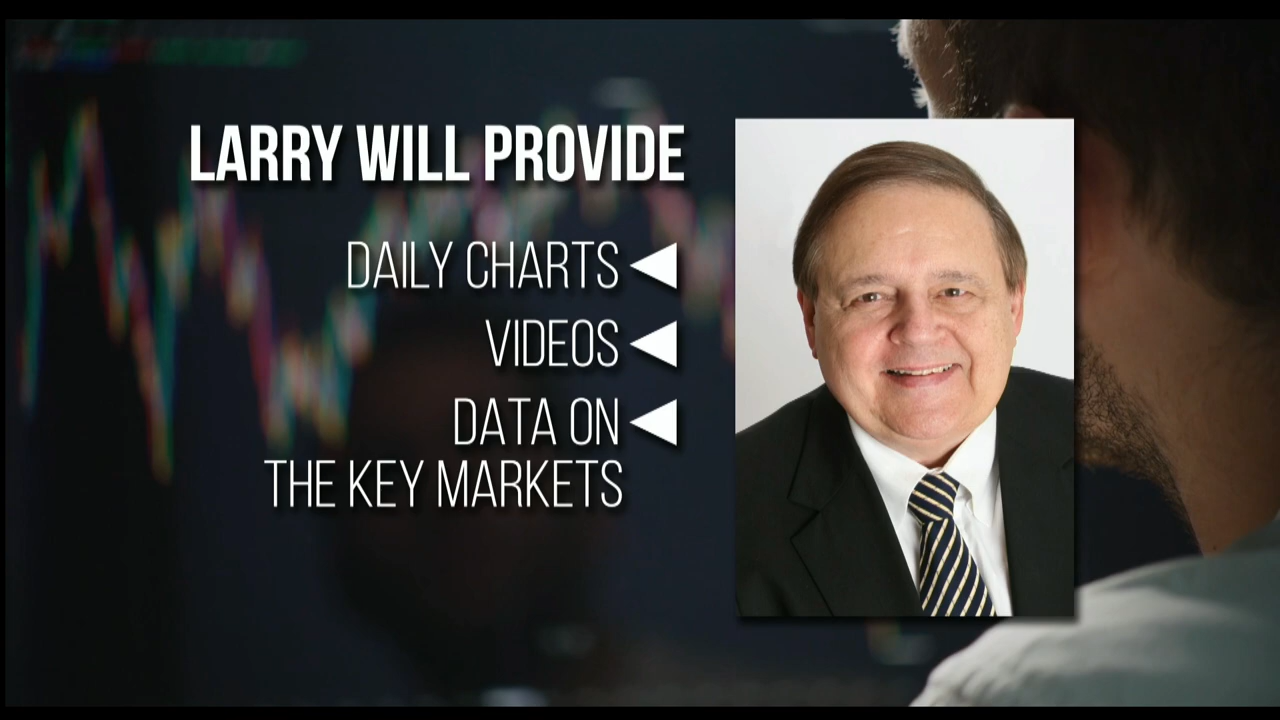 LARRY WILL PROVIDE
DAILY CHARTS
VIDEOS
DATA ON
THE KEY MARKETS